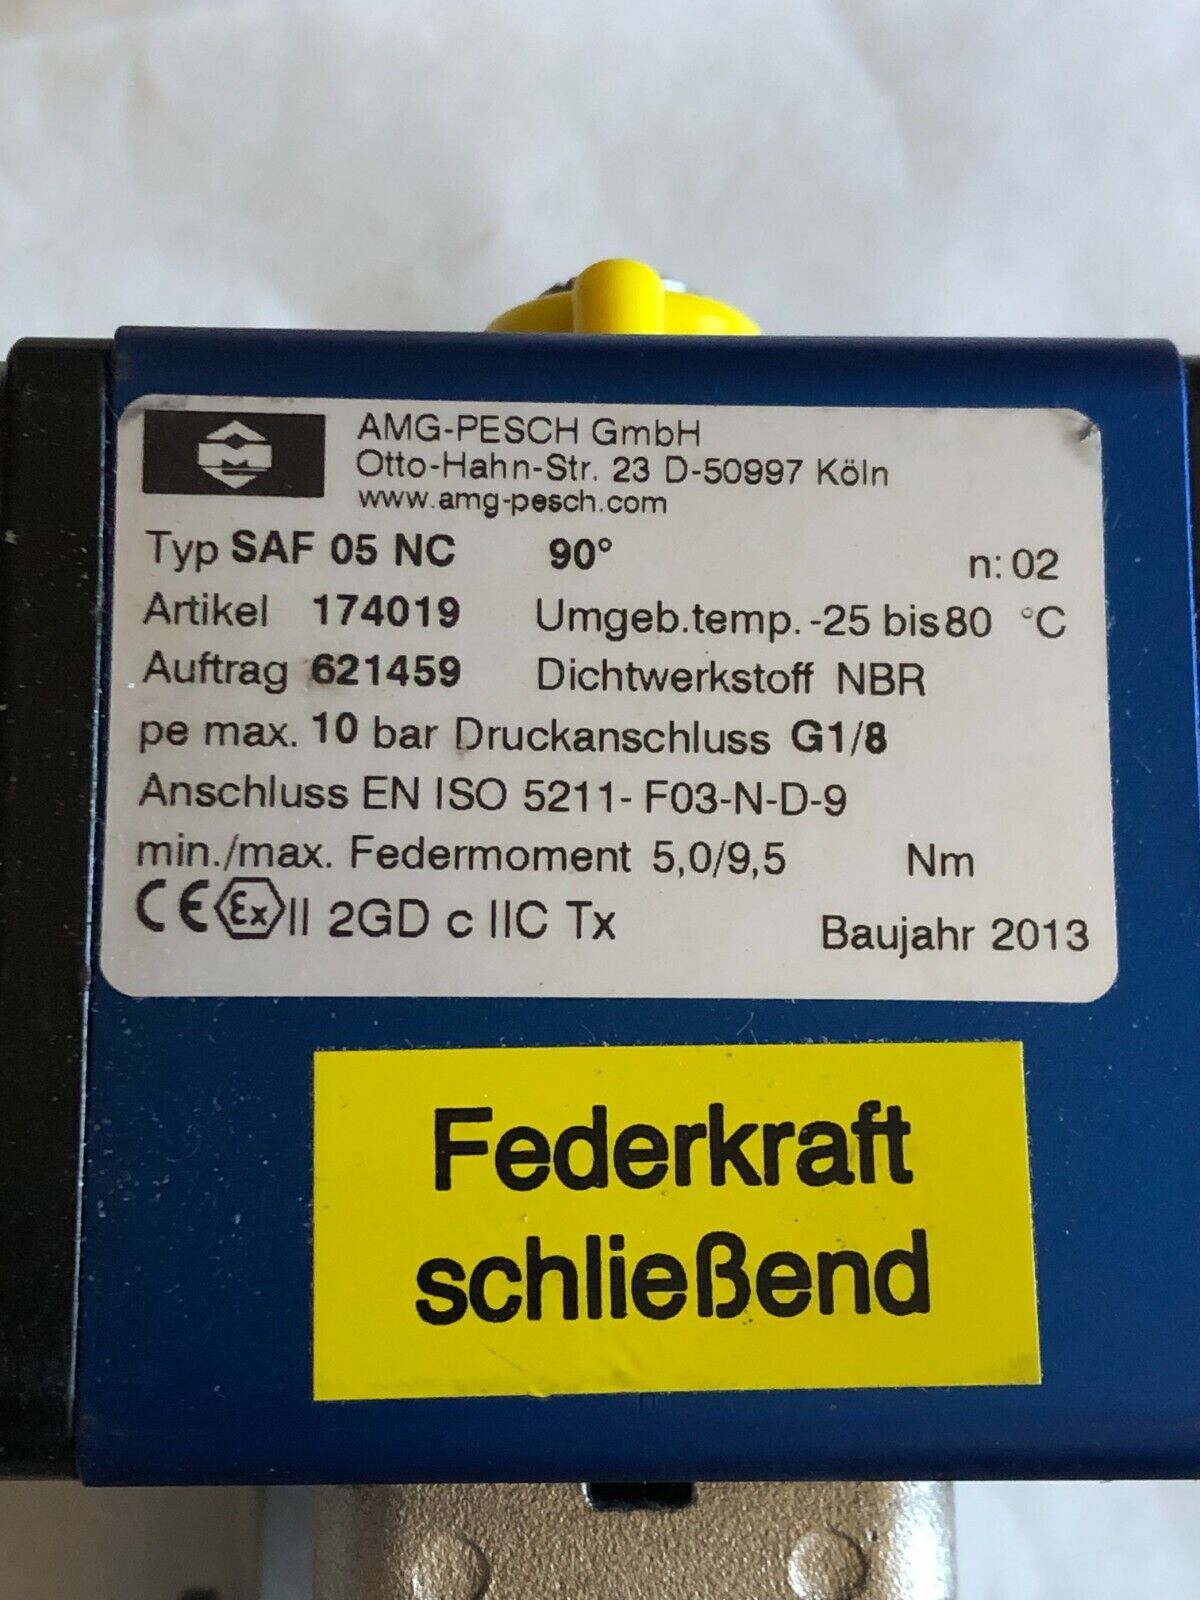 AMG-PESCH GmbH
Otto-Hahn-Str. 23 D-50997 Köln
www.amg-pesch.com
Typ SAF 05 NC 90° n: 02
Artikel 174019 Umgeb.temp. -25 bis 80 °C
Auftrag 621459 Dichtwerkstoff NBR
pe max. 10 bar Druckanschluss G1/8
Anschluss EN ISO 5211- F03-N-D-9
min./max. Federmoment 5,0/9,5 Nm
CE Ex II 2GD c IIC Tx Baujahr 2013
Federkraft
schließend